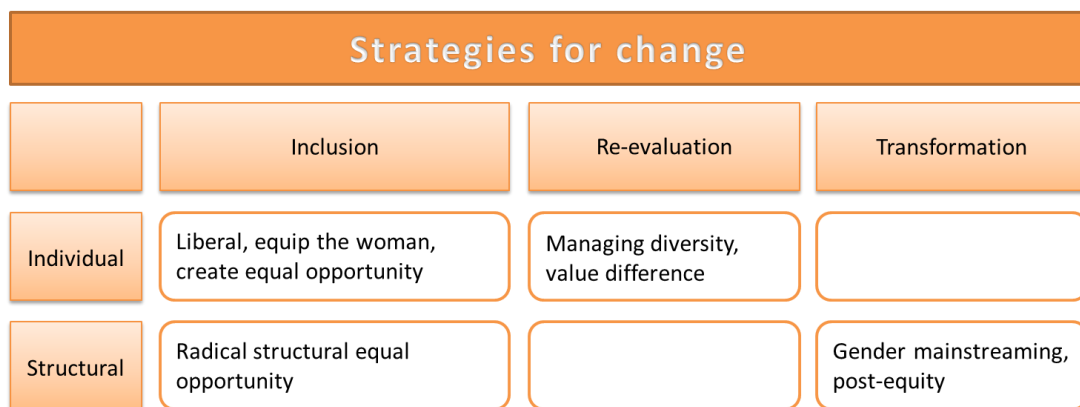 Strategies for change
Inclusion
Re-evaluation
Transformation
Individual
Liberal, equip the woman,
create equal opportunity
Managing diversity,
value difference
Structural
Radical structural equal
opportunity
Gender mainstreaming,
post-equity